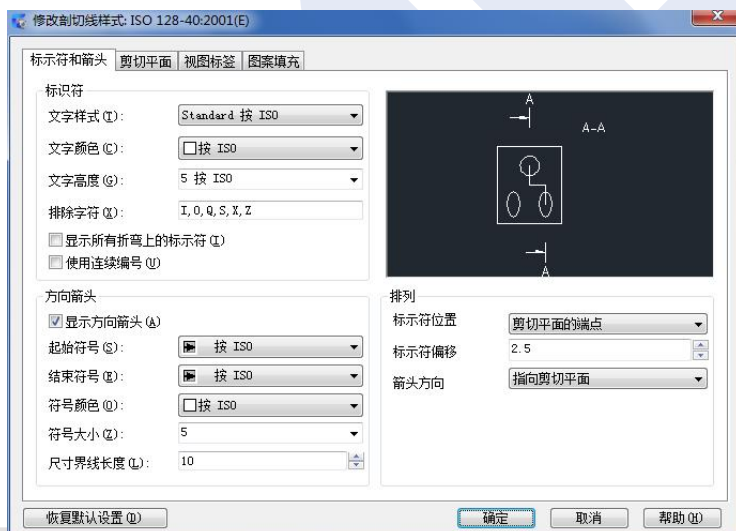 修改剖切线样式: ISO 128-40:2001(E)
标示符和箭头 剪切平面 视图标签 图案填充
标识符
文字样式(T): Standard 按 ISO
文字颜色(C): 按 ISO
文字高度(G): 5 按 ISO
排除字符(X): I,O,Q,S,X,Z
显示所有折弯上的标示符(I)
使用连续编号(U)
A
A-A
A
方向箭头
显示方向箭头(A)
起始符号(S): 按 ISO
结束符号(E): 按 ISO
符号颜色(O): 按 ISO
符号大小(Z): 5
尺寸界线长度(L): 10
排列
标示符位置 剪切平面的端点
标示符偏移 2.5
箭头方向 指向剪切平面
恢复默认设置(D) 确定 取消 帮助(H)